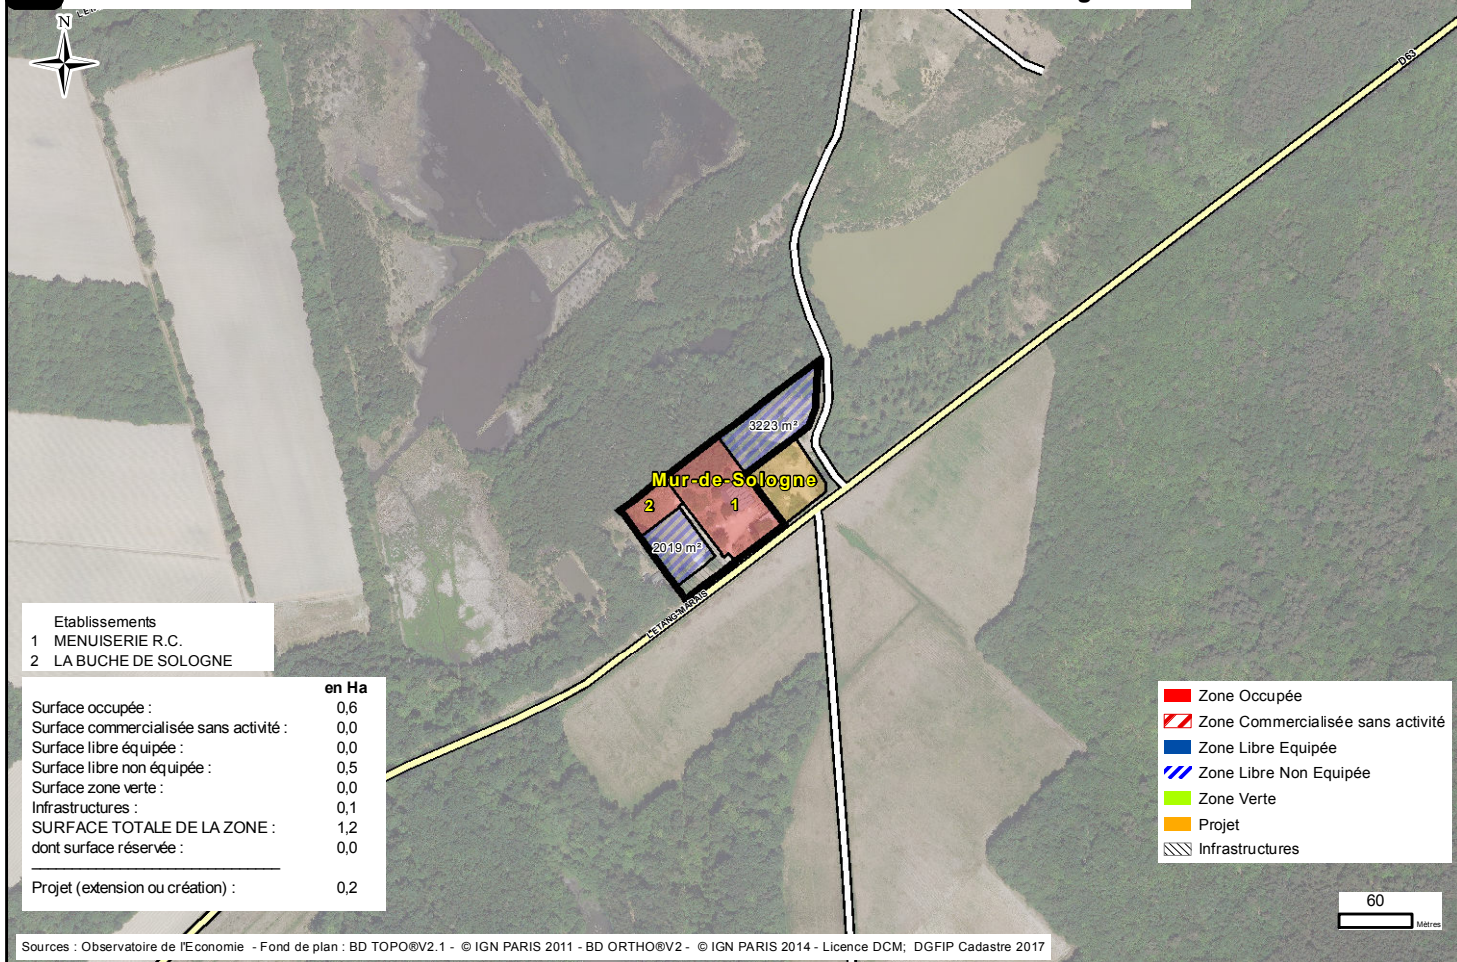 N
D63
3223 m²
Mur-de-Sologne
2
1
2019 m²
L'ETANG MARAIS
Etablissements
1 MENUISERIE R.C.
2 LA BUCHE DE SOLOGNE
en Ha
Surface occupée : 0,6
Surface commercialisée sans activité : 0,0
Surface libre équipée : 0,0
Surface libre non équipée : 0,5
Surface zone verte : 0,0
Infrastructures : 0,1
SURFACE TOTALE DE LA ZONE : 1,2
dont surface réservée : 0,0
Projet (extension ou création) : 0,2
Zone Occupée
Zone Commercialisée sans activité
Zone Libre Equipée
Zone Libre Non Equipée
Zone Verte
Projet
Infrastructures
60
Mètres
Sources : Observatoire de l'Economie - Fond de plan : BD TOPO®V2.1 - © IGN PARIS 2011 - BD ORTHO®V2 - © IGN PARIS 2014 - Licence DCM; DGFIP Cadastre 2017